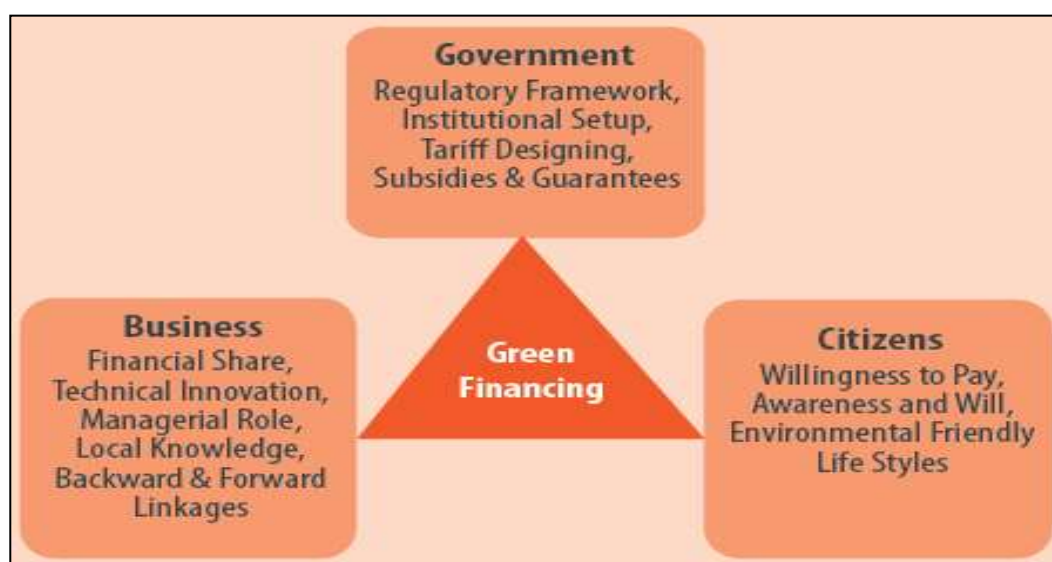 Government
Regulatory Framework,
Institutional Setup,
Tariff Designing,
Subsidies & Guarantees
Business
Financial Share,
Technical Innovation,
Managerial Role,
Local Knowledge,
Backward & Forward
Linkages
Green
Financing
Citizens
Willingness to Pay,
Awareness and Will,
Environmental Friendly
Life Styles